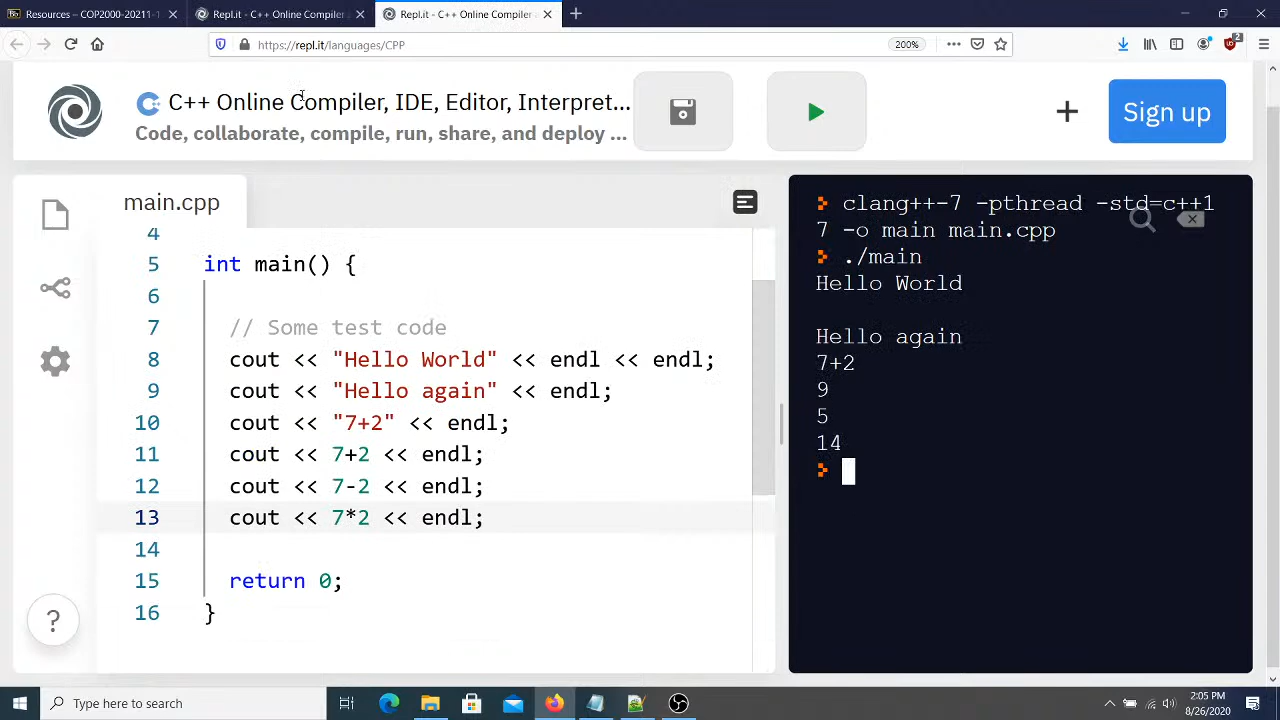 Resources – COP2000-20211-1
Repl.it - C++ Online Compiler
Repl.it - C++ Online Compiler
https://repl.it/languages/CPP
200%
2
C++ Online Compiler, IDE, Editor, Interpret...
Code, collaborate, compile, run, share, and deploy ...
+
Sign up
main.cpp
4
5 int main() {
6
7 // Some test code
8 cout << "Hello World" << endl << endl;
9 cout << "Hello again" << endl;
10 cout << "7+2" << endl;
11 cout << 7+2 << endl;
12 cout << 7-2 << endl;
13 cout << 7*2 << endl;
14
15 return 0;
16 }
?
clang++-7 -pthread -std=c++1
7 -o main main.cpp
./main
Hello World
Hello again
7+2
9
5
14
Type here to search
2:05 PM
8/26/2020